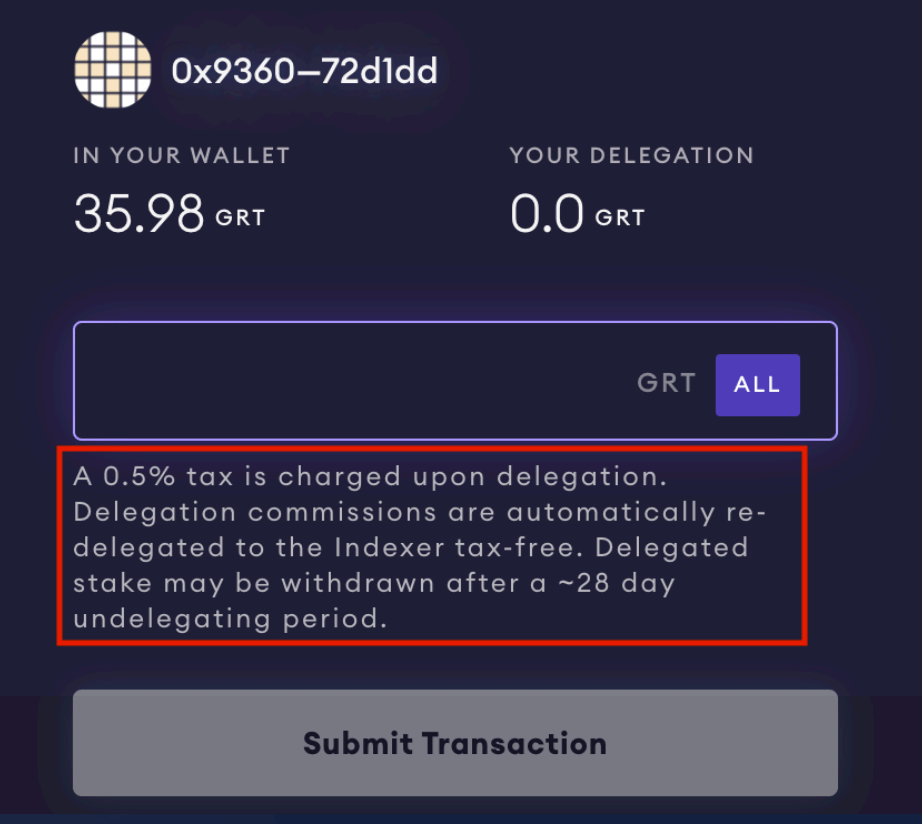 0x9360—72d1dd
IN YOUR WALLET
YOUR DELEGATION
35.98 GRT
0.0 GRT
GRT ALL
A 0.5% tax is charged upon delegation.
Delegation commissions are automatically re-
delegated to the Indexer tax-free. Delegated
stake may be withdrawn after a ~28 day
undelegating period.
Submit Transaction